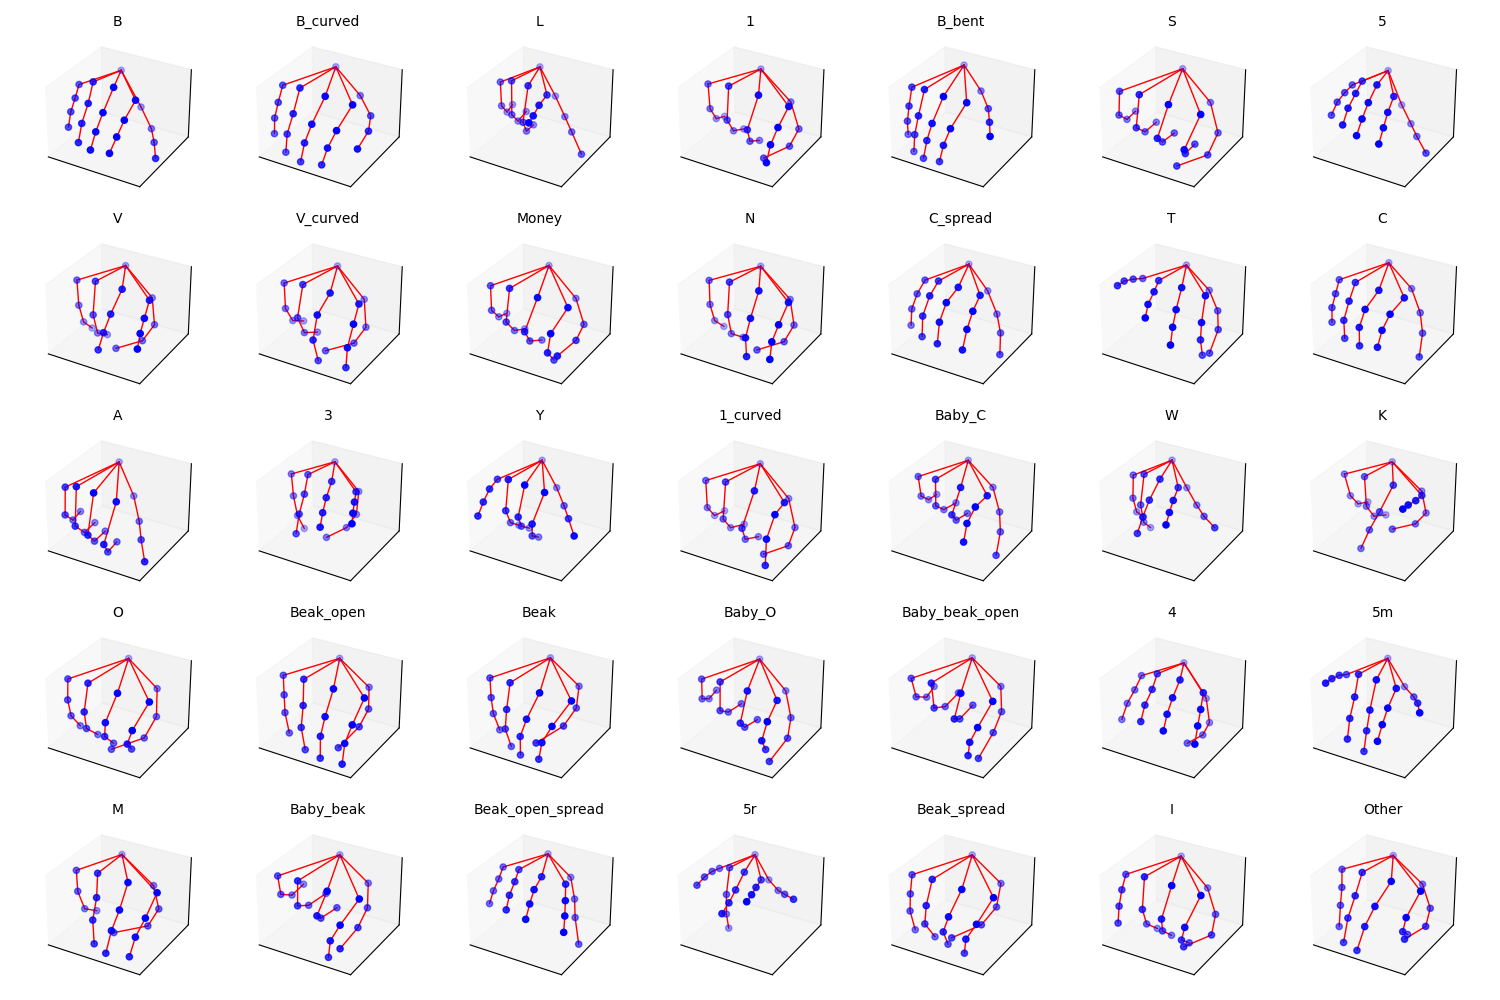 B B_curved L 1 B_bent S 5
V V_curved Money N C_spread T C
A 3 Y 1_curved Baby_C W K
O Beak_open Beak Baby_O Baby_beak_open 4 5m
M Baby_beak Beak_open_spread 5r Beak_spread I Other